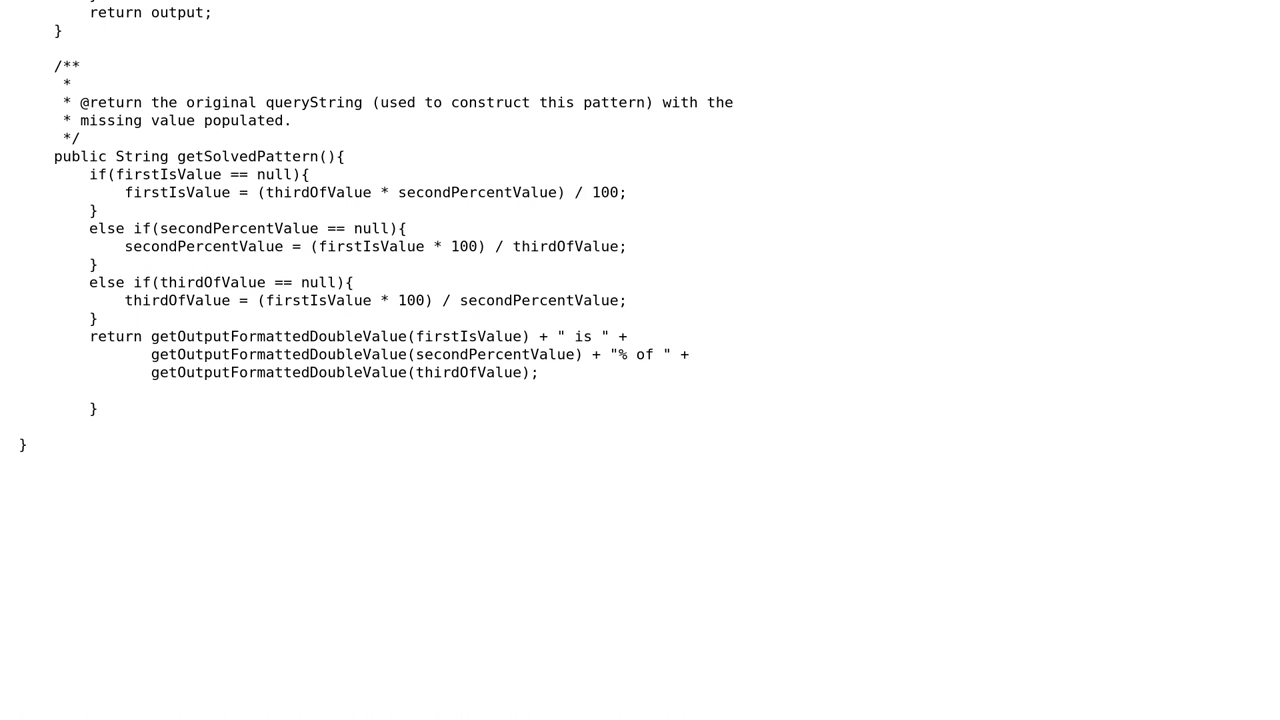 return output;
}
/**
*
* @return the original queryString (used to construct this pattern) with the
* missing value populated.
*/
public String getSolvedPattern(){
if(firstIsValue == null){
firstIsValue = (thirdOfValue * secondPercentValue) / 100;
}
else if(secondPercentValue == null){
secondPercentValue = (firstIsValue * 100) / thirdOfValue;
}
else if(thirdOfValue == null){
thirdOfValue = (firstIsValue * 100) / secondPercentValue;
}
return getOutputFormattedDoubleValue(firstIsValue) + " is " +
getOutputFormattedDoubleValue(secondPercentValue) + "% of " +
getOutputFormattedDoubleValue(thirdOfValue);
}
}